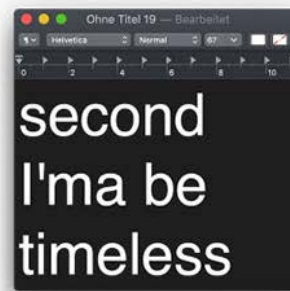 Ohne Titel 19 — Bearbeitet
¶ Helvetica Normal 67
0 2 4 6 8 10
second
I'ma be
timeless